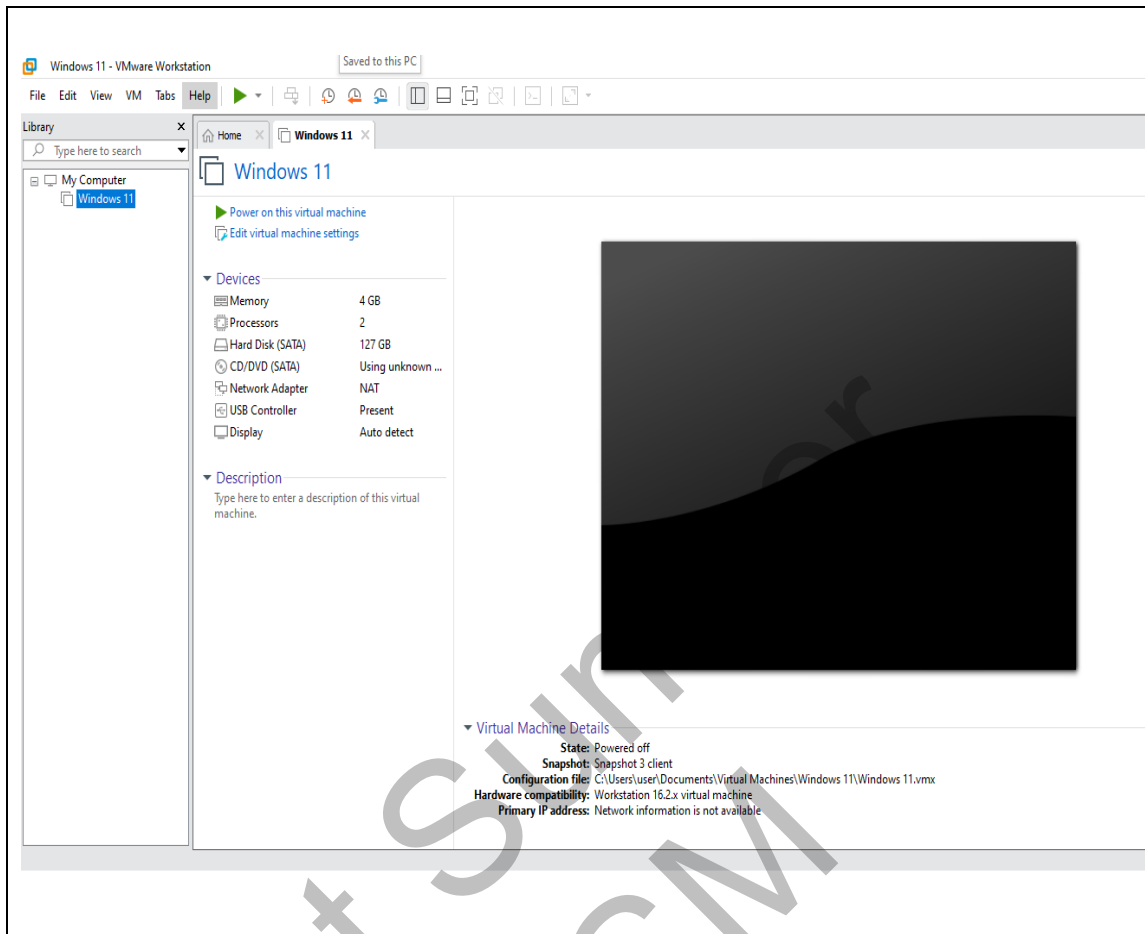 Windows 11 - VMware Workstation
Saved to this PC
File Edit View VM Tabs Help
Library
Type here to search
My Computer
Windows 11
Home
Windows 11
Windows 11
Power on this virtual machine
Edit virtual machine settings
Devices
Memory 4 GB
Processors 2
Hard Disk (SATA) 127 GB
CD/DVD (SATA) Using unknown ...
Network Adapter NAT
USB Controller Present
Display Auto detect
Description
Type here to enter a description of this virtual
machine.
Virtual Machine Details
State: Powered off
Snapshot: Snapshot 3 client
Configuration file: C:\Users\user\Documents\Virtual Machines\Windows 11\Windows 11.vmx
Hardware compatibility: Workstation 16.2.x virtual machine
Primary IP address: Network information is not available